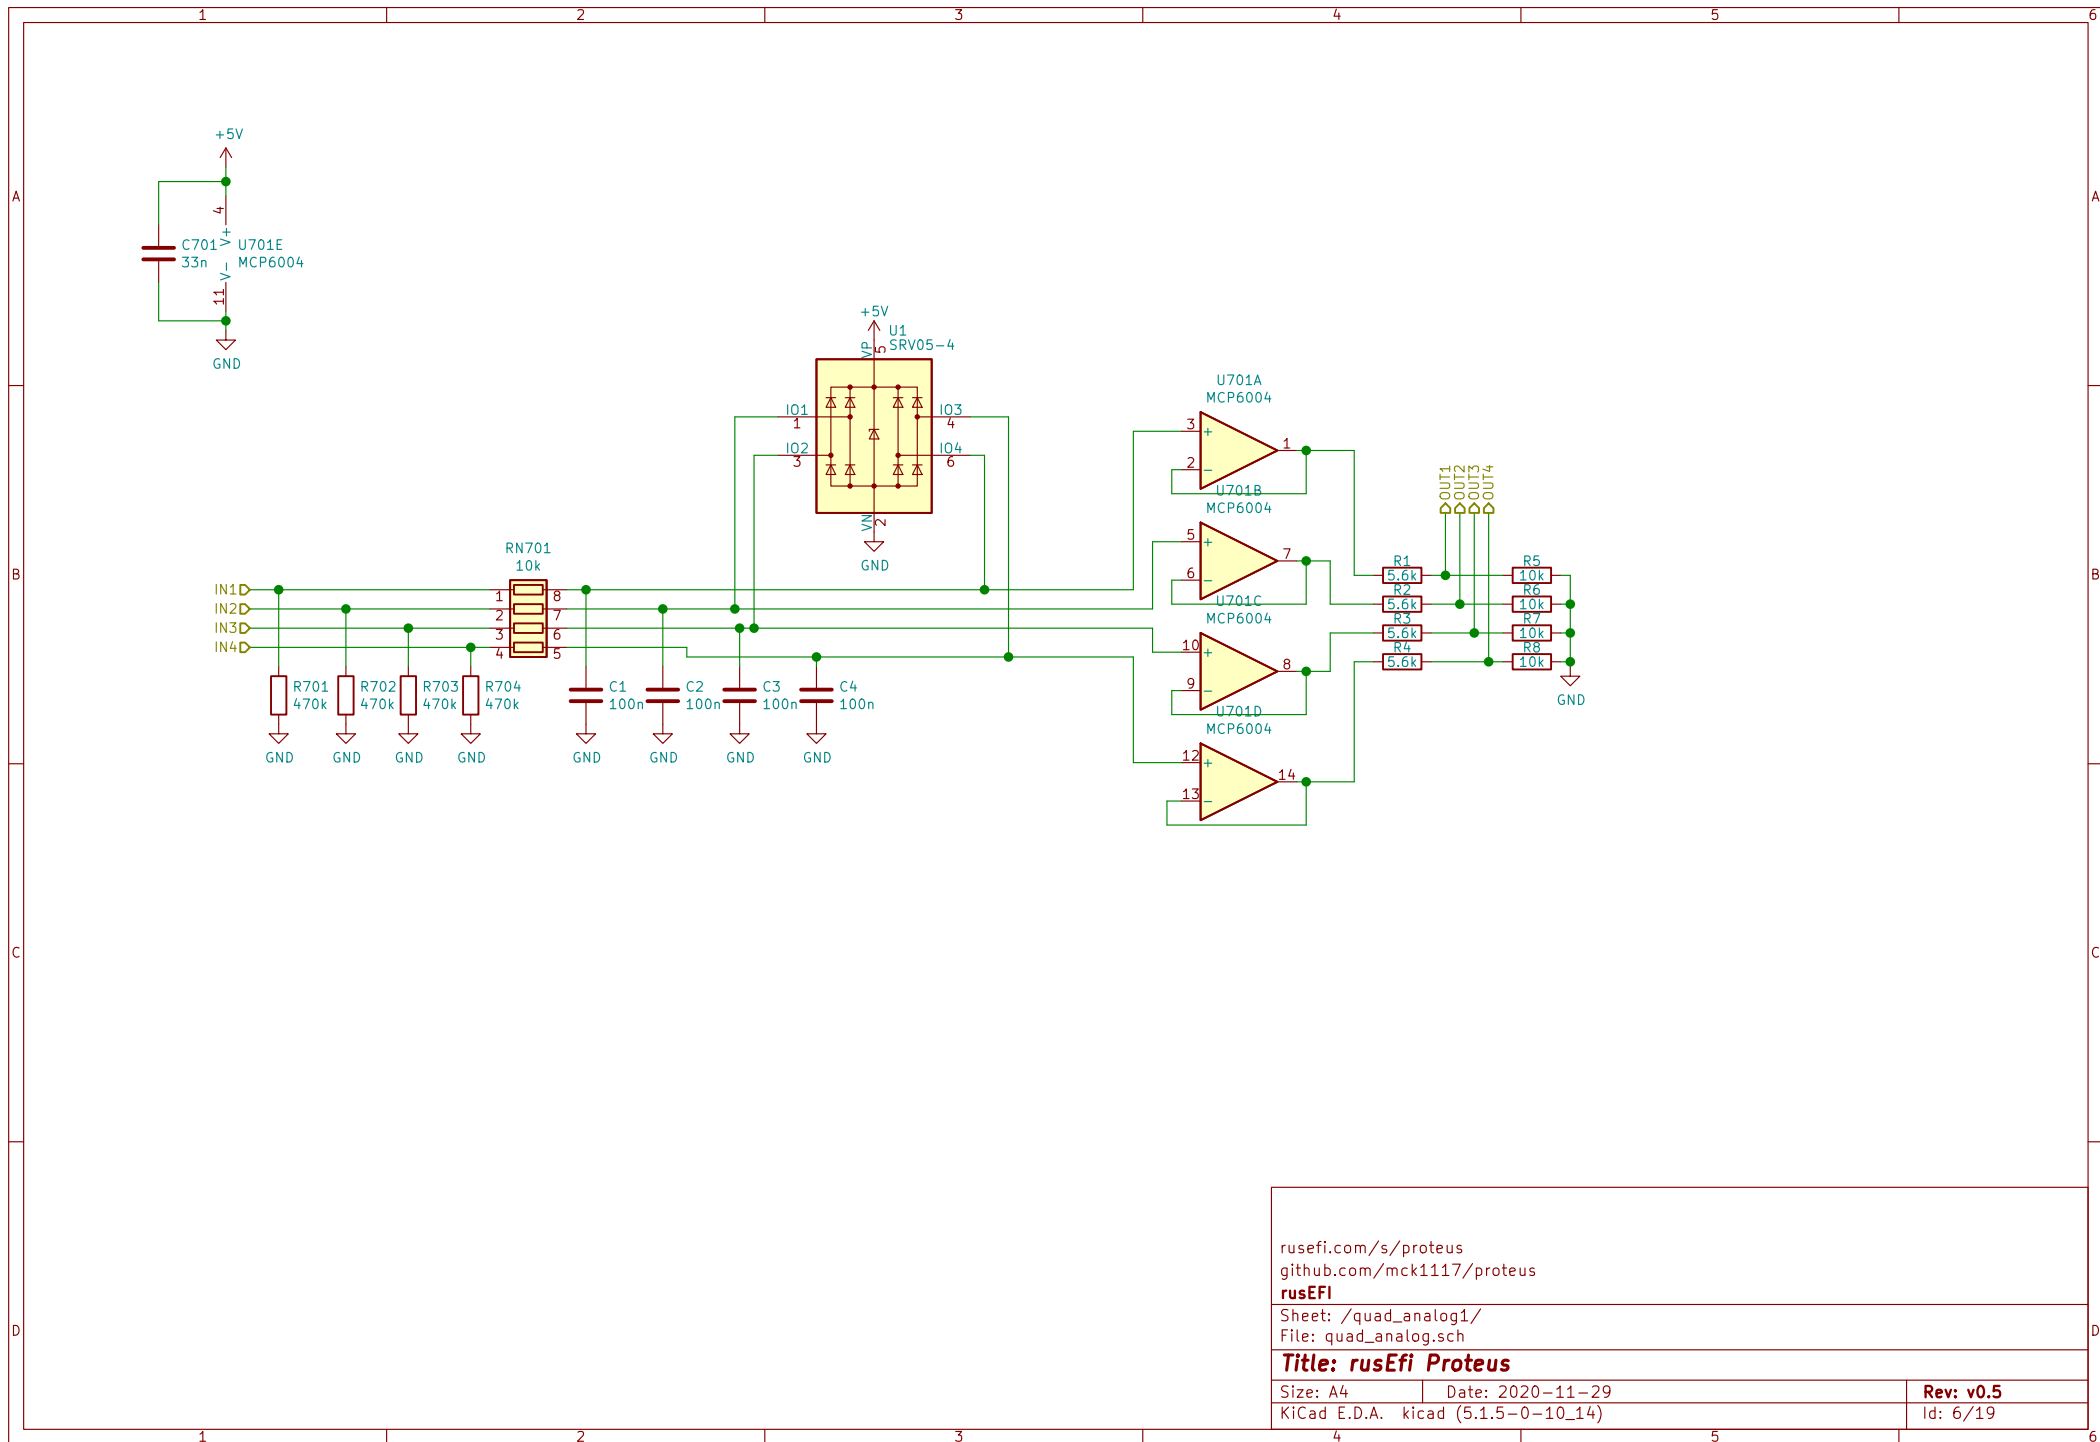 1 2 3 4 5 6
A A
B B
C C
D D
+5V
4
V+
C701
33n
U701E
MCP6004
V-
11
GND
+5V
U1
SRV05-4
VP
5
IO1
1
IO2
3
IO3
4
IO4
6
VN
2
GND
IN1
IN2
IN3
IN4
RN701
10k
1 8
2 7
3 6
4 5
R701
470k
GND
R702
470k
GND
R703
470k
GND
R704
470k
GND
C1
100n
GND
C2
100n
GND
C3
100n
GND
C4
100n
GND
U701A
MCP6004
3 +
2 −
1
U701B
MCP6004
5 +
6 −
7
U701C
MCP6004
10 +
9 −
8
U701D
MCP6004
12 +
13 −
14
OUT1
OUT2
OUT3
OUT4
R1
5.6k
R2
5.6k
R3
5.6k
R4
5.6k
R5
10k
R6
10k
R7
10k
R8
10k
GND
rusefi.com/s/proteus
github.com/mck1117/proteus
rusEFI
Sheet: /quad_analog1/
File: quad_analog.sch
Title: rusEfi Proteus
Size: A4 Date: 2020-11-29 Rev: v0.5
KiCad E.D.A. kicad (5.1.5-0-10_14) Id: 6/19
1 2 3 4 5 6